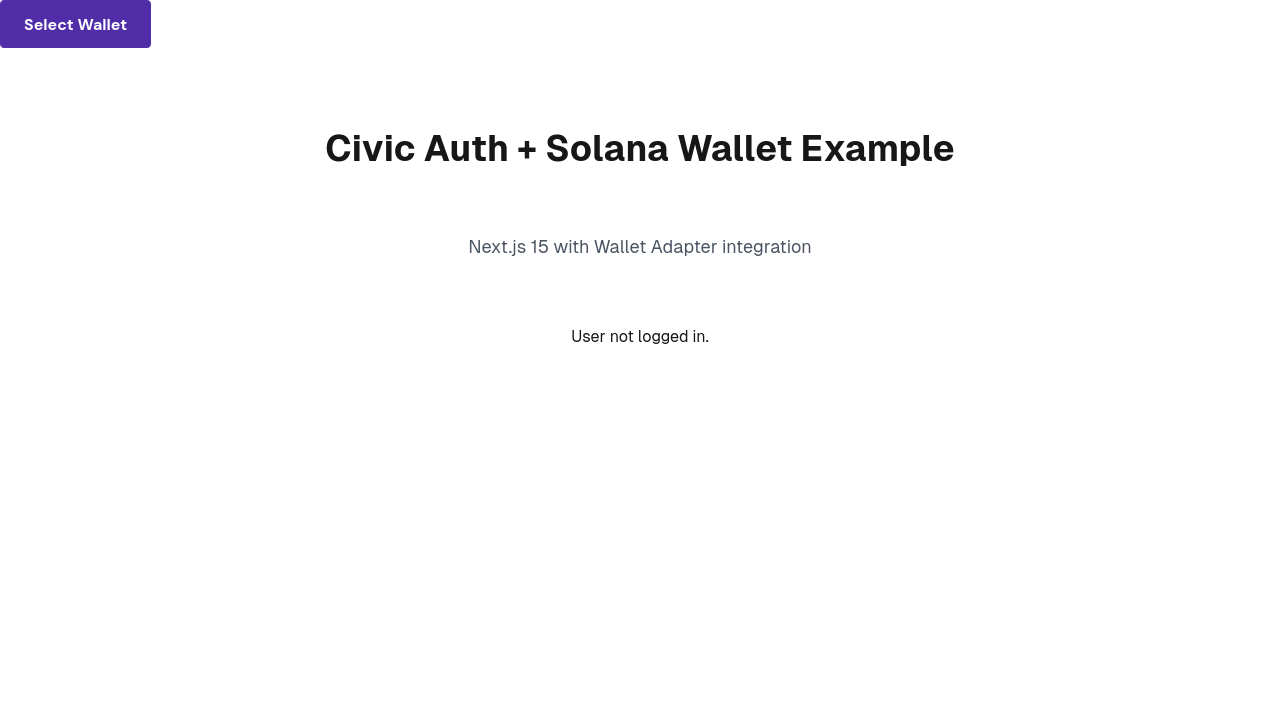 Select Wallet
Civic Auth + Solana Wallet Example
Next.js 15 with Wallet Adapter integration
User not logged in.